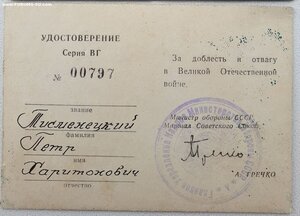 УДОСТОВЕРЕНИЕ
Серия ВГ
№ 00797
звание
Тисменецкий
фамилия
Петр
имя
Харитонович
отчество
За доблесть и отвагу
в Великой Отечественной
войне.
Министр обороны СССР
Маршал Советского Союза
А. ГРЕЧКО